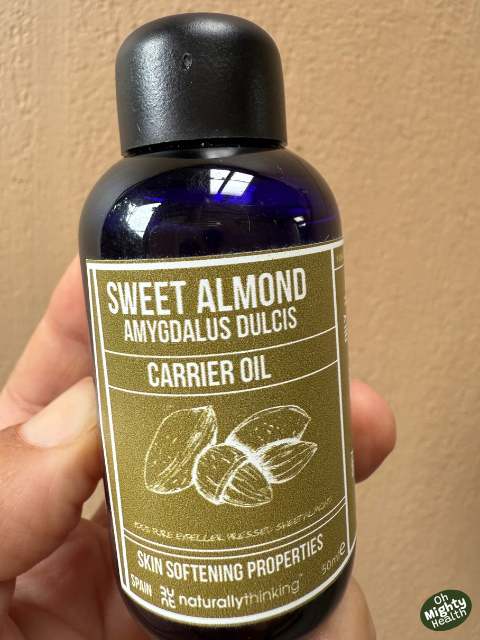 SWEET ALMOND
AMYGDALUS DULCIS
CARRIER OIL
100% PURE EXPELLER PRESSED SWEET ALMOND
SKIN SOFTENING PROPERTIES
50ml e
SPAIN naturallythinking
Oh
Mighty
Health